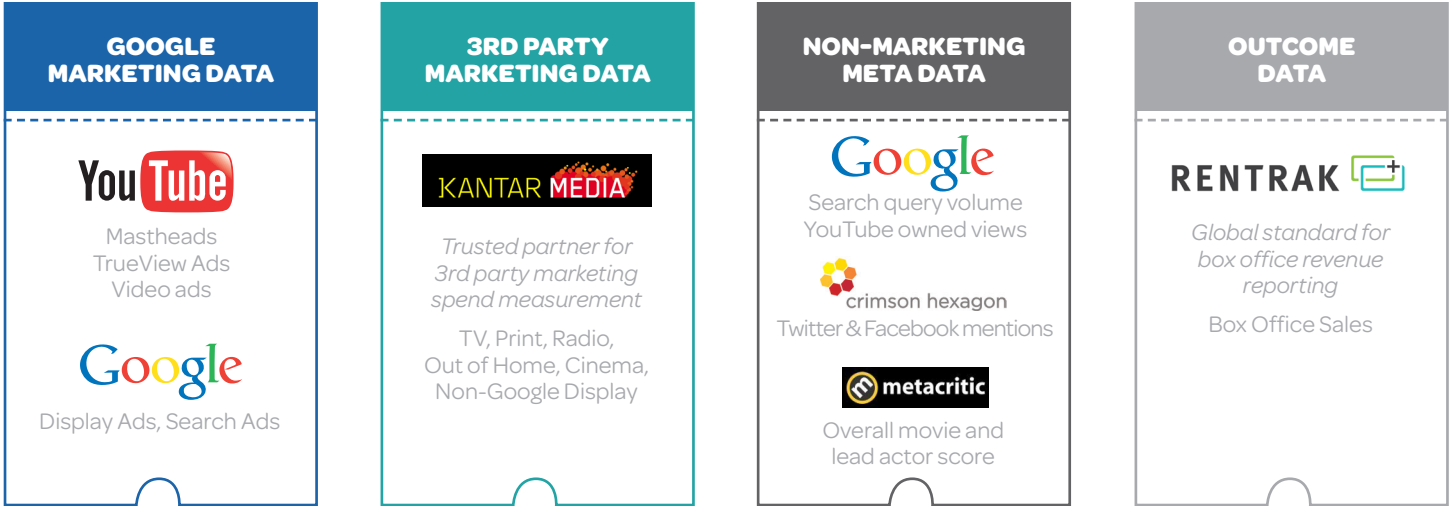 GOOGLE
MARKETING DATA
YouTube
Mastheads
TrueView Ads
Video ads
Google
Display Ads, Search Ads
3RD PARTY
MARKETING DATA
KANTAR MEDIA
Trusted partner for
3rd party marketing
spend measurement
TV, Print, Radio,
Out of Home, Cinema,
Non-Google Display
NON-MARKETING
META DATA
Google
Search query volume
YouTube owned views
crimson hexagon
Twitter & Facebook mentions
m metacritic
Overall movie and
lead actor score
OUTCOME
DATA
RENTRAK +
Global standard for
box office revenue
reporting
Box Office Sales